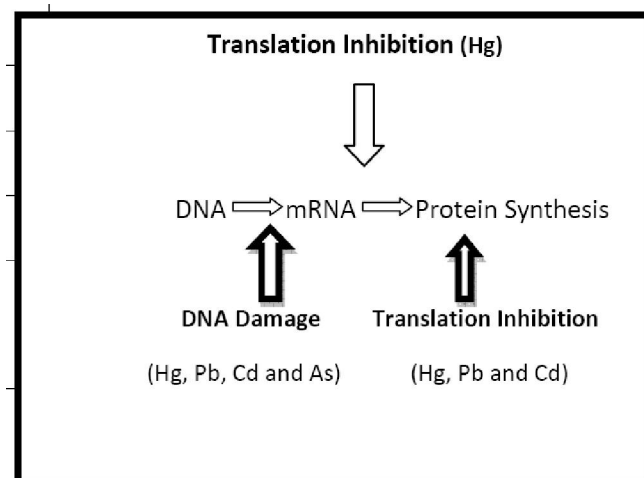 Translation Inhibition (Hg)
DNA mRNA Protein Synthesis
DNA Damage Translation Inhibition
(Hg, Pb, Cd and As) (Hg, Pb and Cd)